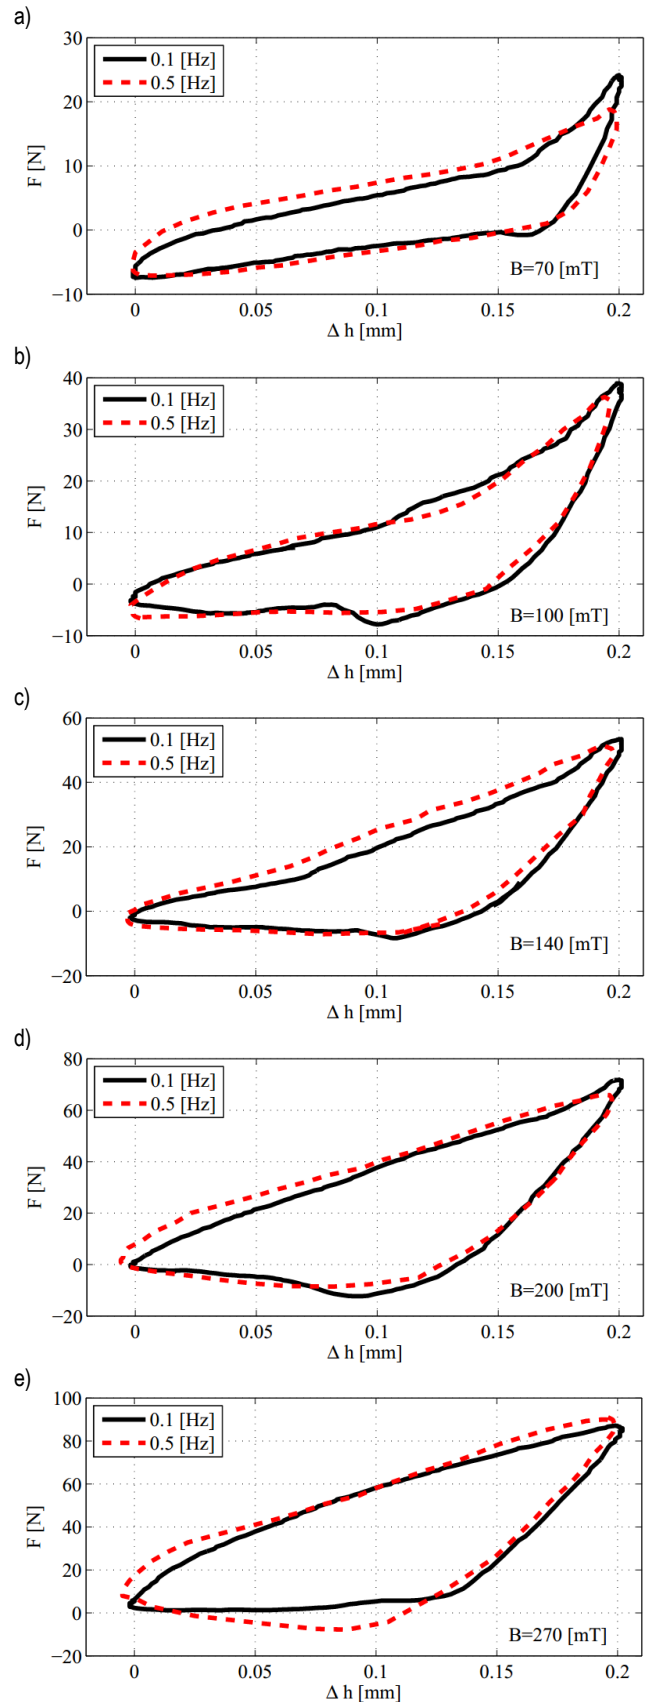 a)
30
20
10
0
−10
F [N]
0.1 [Hz]
0.5 [Hz]
B=70 [mT]
0 0.05 0.1 0.15 0.2
Δ h [mm]
b)
40
30
20
10
0
−10
F [N]
0.1 [Hz]
0.5 [Hz]
B=100 [mT]
0 0.05 0.1 0.15 0.2
Δ h [mm]
c)
60
40
20
0
−20
F [N]
0.1 [Hz]
0.5 [Hz]
B=140 [mT]
0 0.05 0.1 0.15 0.2
Δ h [mm]
d)
80
60
40
20
0
−20
F [N]
0.1 [Hz]
0.5 [Hz]
B=200 [mT]
0 0.05 0.1 0.15 0.2
Δ h [mm]
e)
100
80
60
40
20
0
−20
F [N]
0.1 [Hz]
0.5 [Hz]
B=270 [mT]
0 0.05 0.1 0.15 0.2
Δ h [mm]